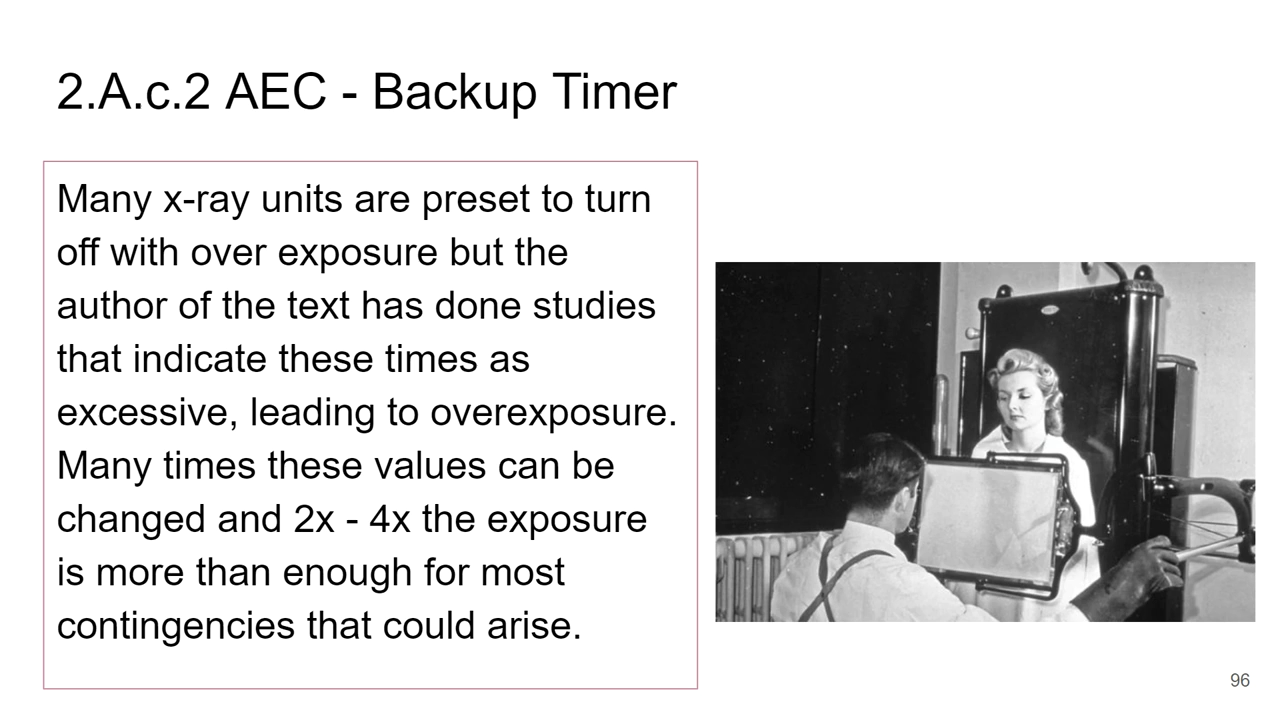 2.A.c.2 AEC - Backup Timer
Many x-ray units are preset to turn
off with over exposure but the
author of the text has done studies
that indicate these times as
excessive, leading to overexposure.
Many times these values can be
changed and 2x - 4x the exposure
is more than enough for most
contingencies that could arise.
96